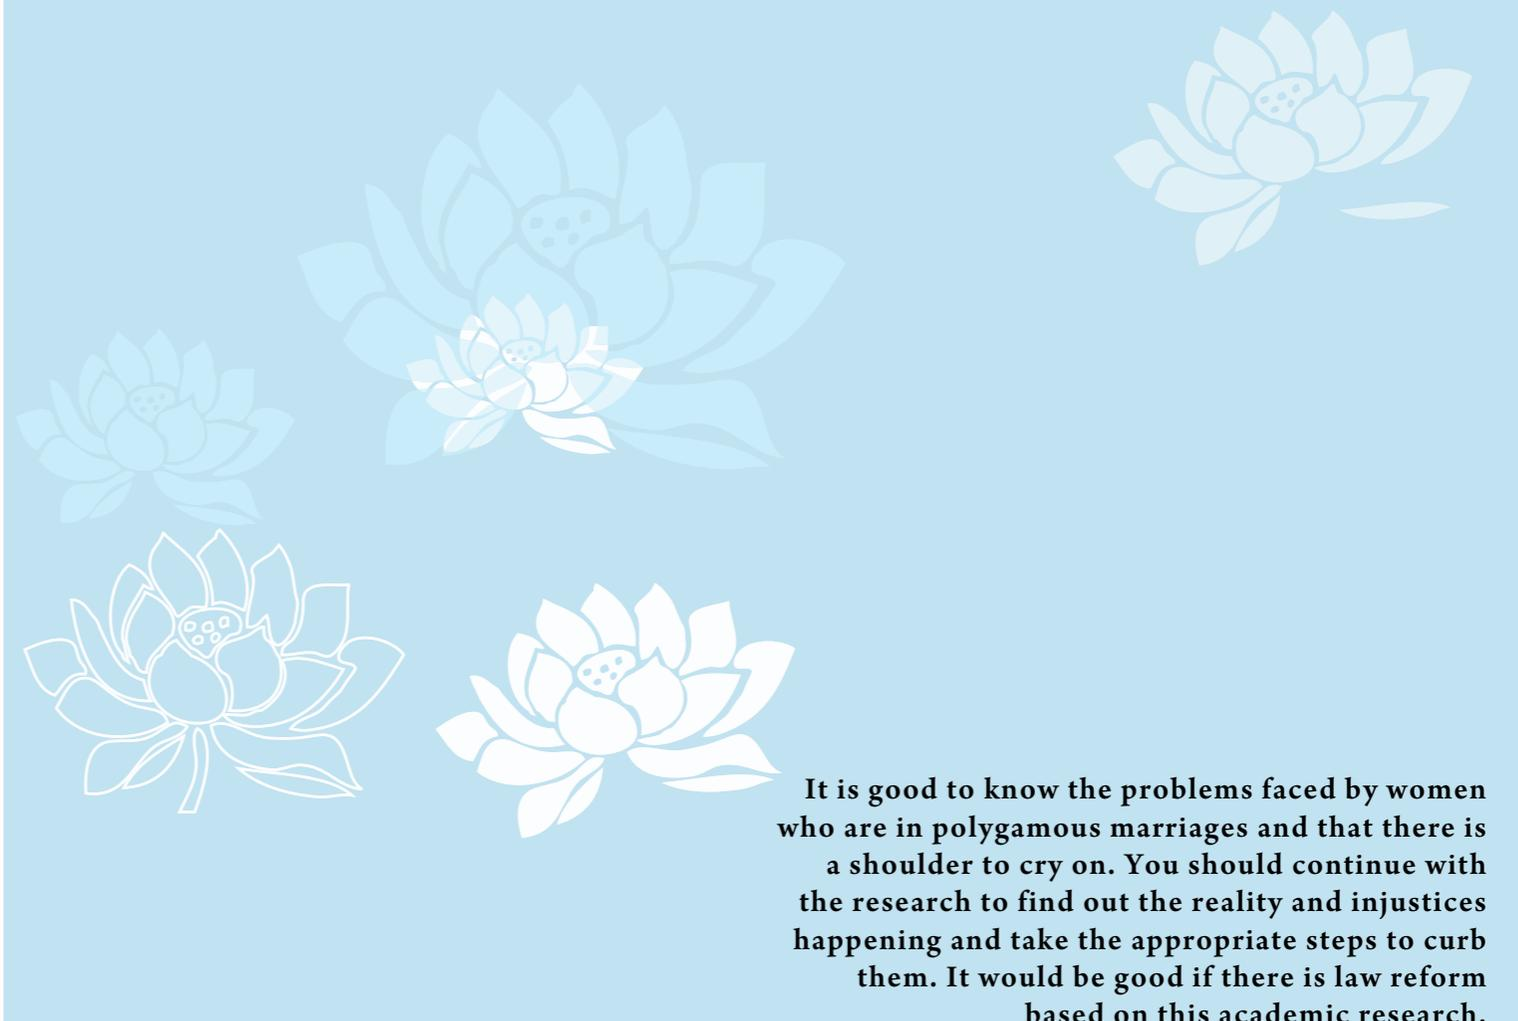 It is good to know the problems faced by women
who are in polygamous marriages and that there is
a shoulder to cry on. You should continue with
the research to find out the reality and injustices
happening and take the appropriate steps to curb
them. It would be good if there is law reform
based on this academic research.